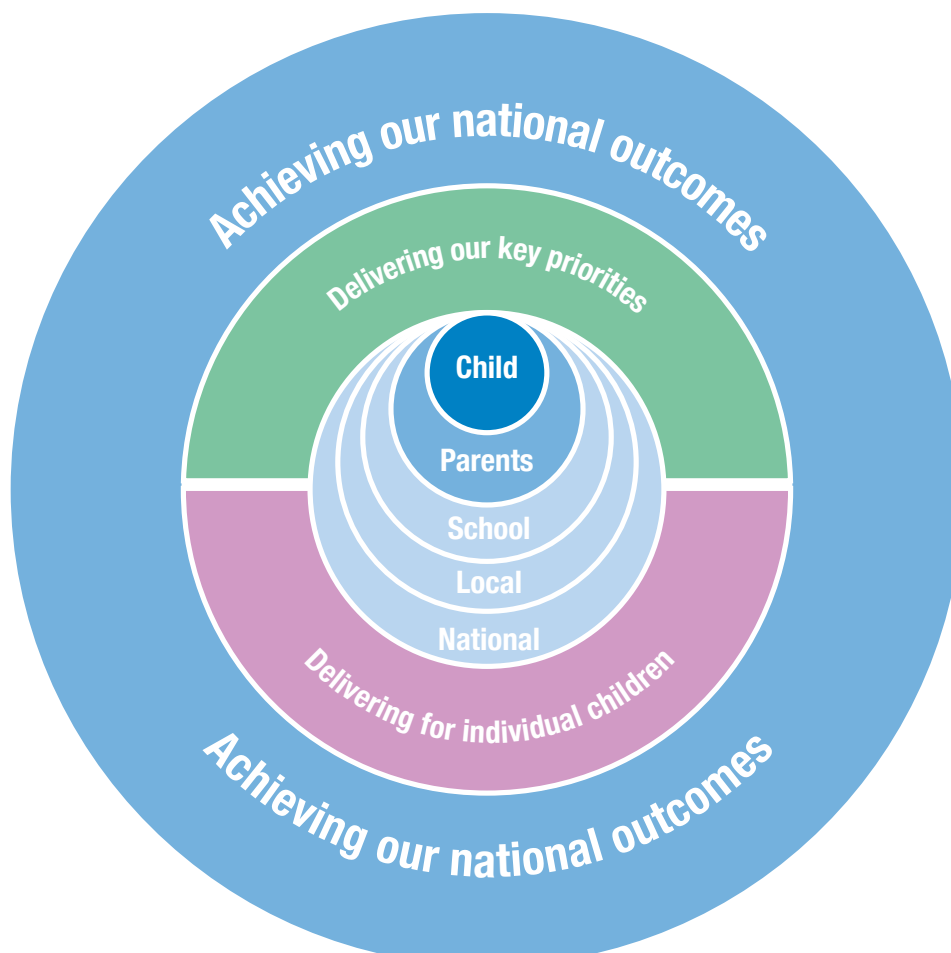 Achieving our national outcomes
Delivering our key priorities
Child
Parents
School
Local
National
Delivering for individual children
Achieving our national outcomes